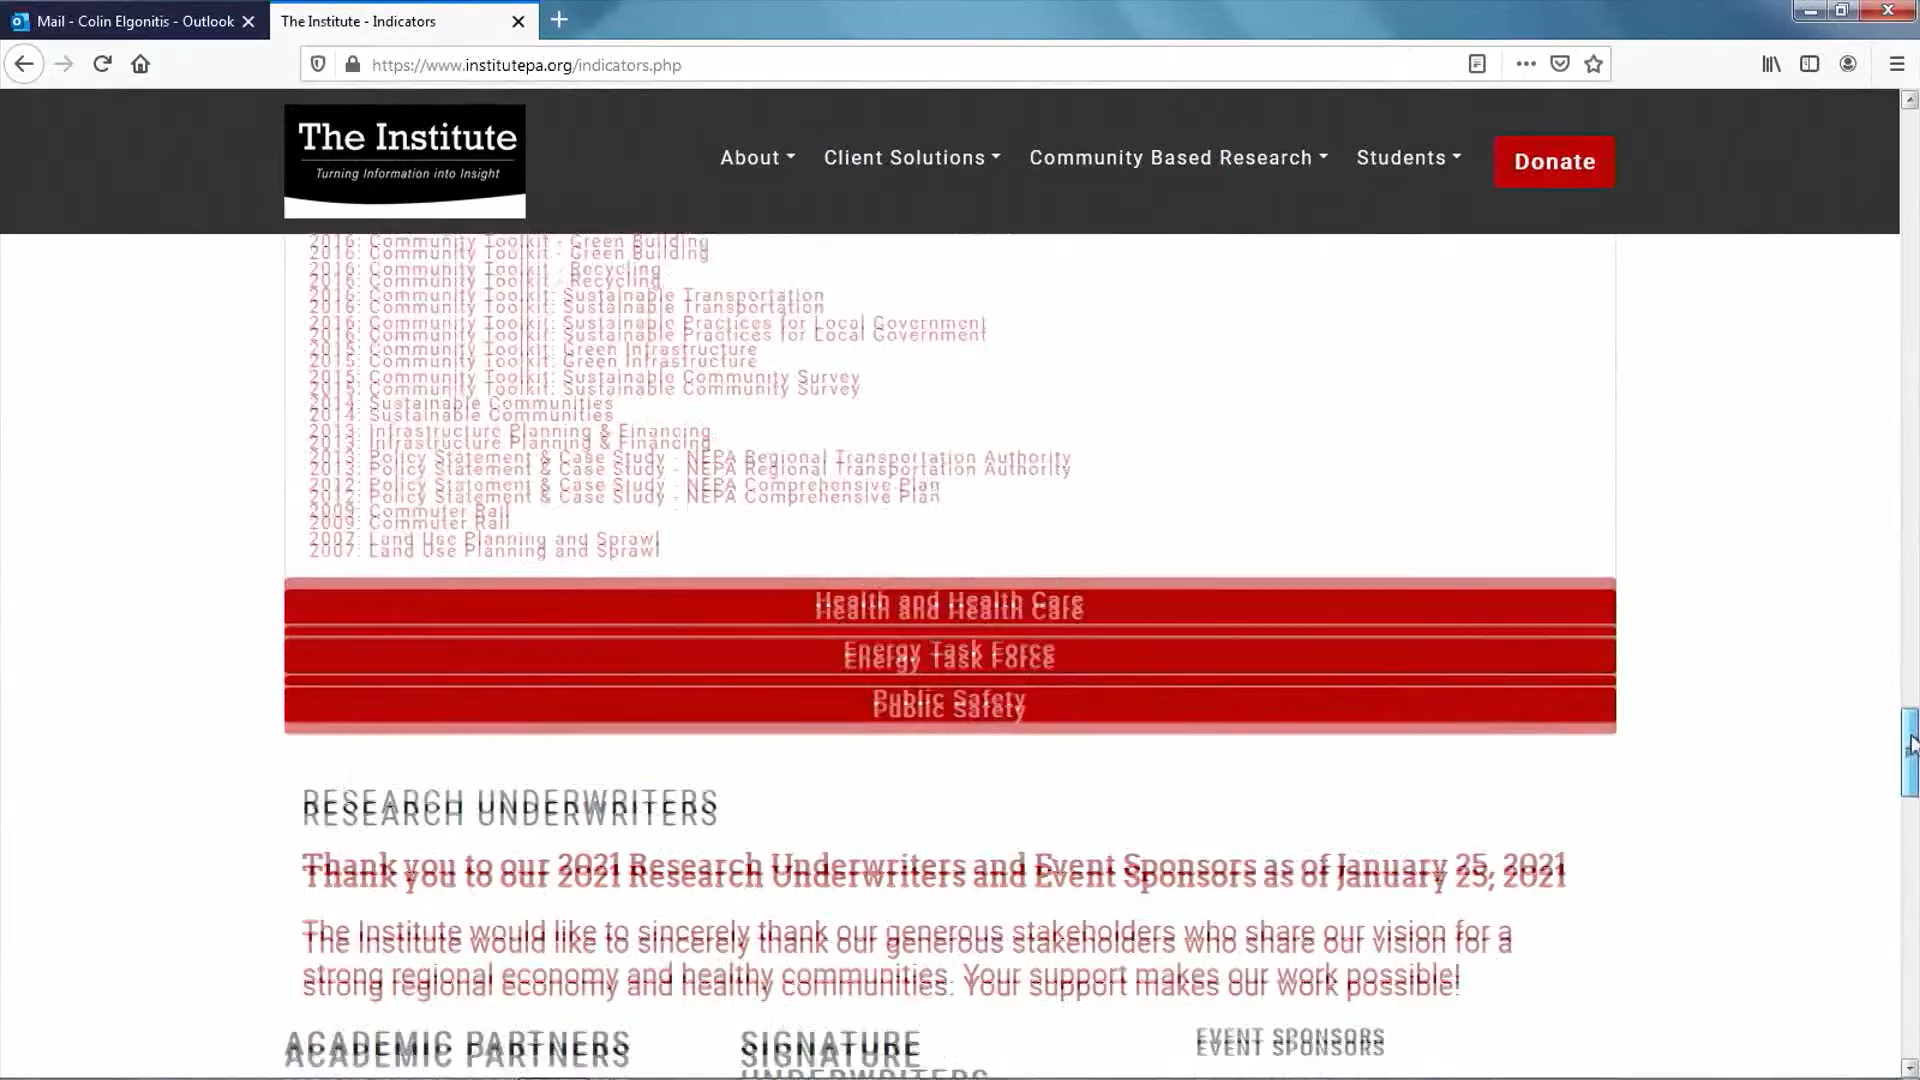 Mail - Colin Elgonitis - Outlook
The Institute - Indicators
https://www.institutepa.org/indicators.php
The Institute
Turning Information into Insight
About
Client Solutions
Community Based Research
Students
Donate
2016: Community Toolkit - Green Building
2016: Community Toolkit - Recycling
2016: Community Toolkit: Sustainable Transportation
2016: Community Toolkit: Sustainable Practices for Local Government
2015: Community Toolkit: Green Infrastructure
2015: Community Toolkit: Sustainable Community Survey
2014: Sustainable Communities
2013: Infrastructure Planning & Financing
2013: Policy Statement & Case Study - NEPA Regional Transportation Authority
2012: Policy Statement & Case Study - NEPA Comprehensive Plan
2009: Commuter Rail
2007: Land Use Planning and Sprawl
Health and Health Care
Energy Task Force
Public Safety
RESEARCH UNDERWRITERS
Thank you to our 2021 Research Underwriters and Event Sponsors as of January 25, 2021
The Institute would like to sincerely thank our generous stakeholders who share our vision for a
strong regional economy and healthy communities. Your support makes our work possible!
ACADEMIC PARTNERS
SIGNATURE
UNDERWRITERS
EVENT SPONSORS